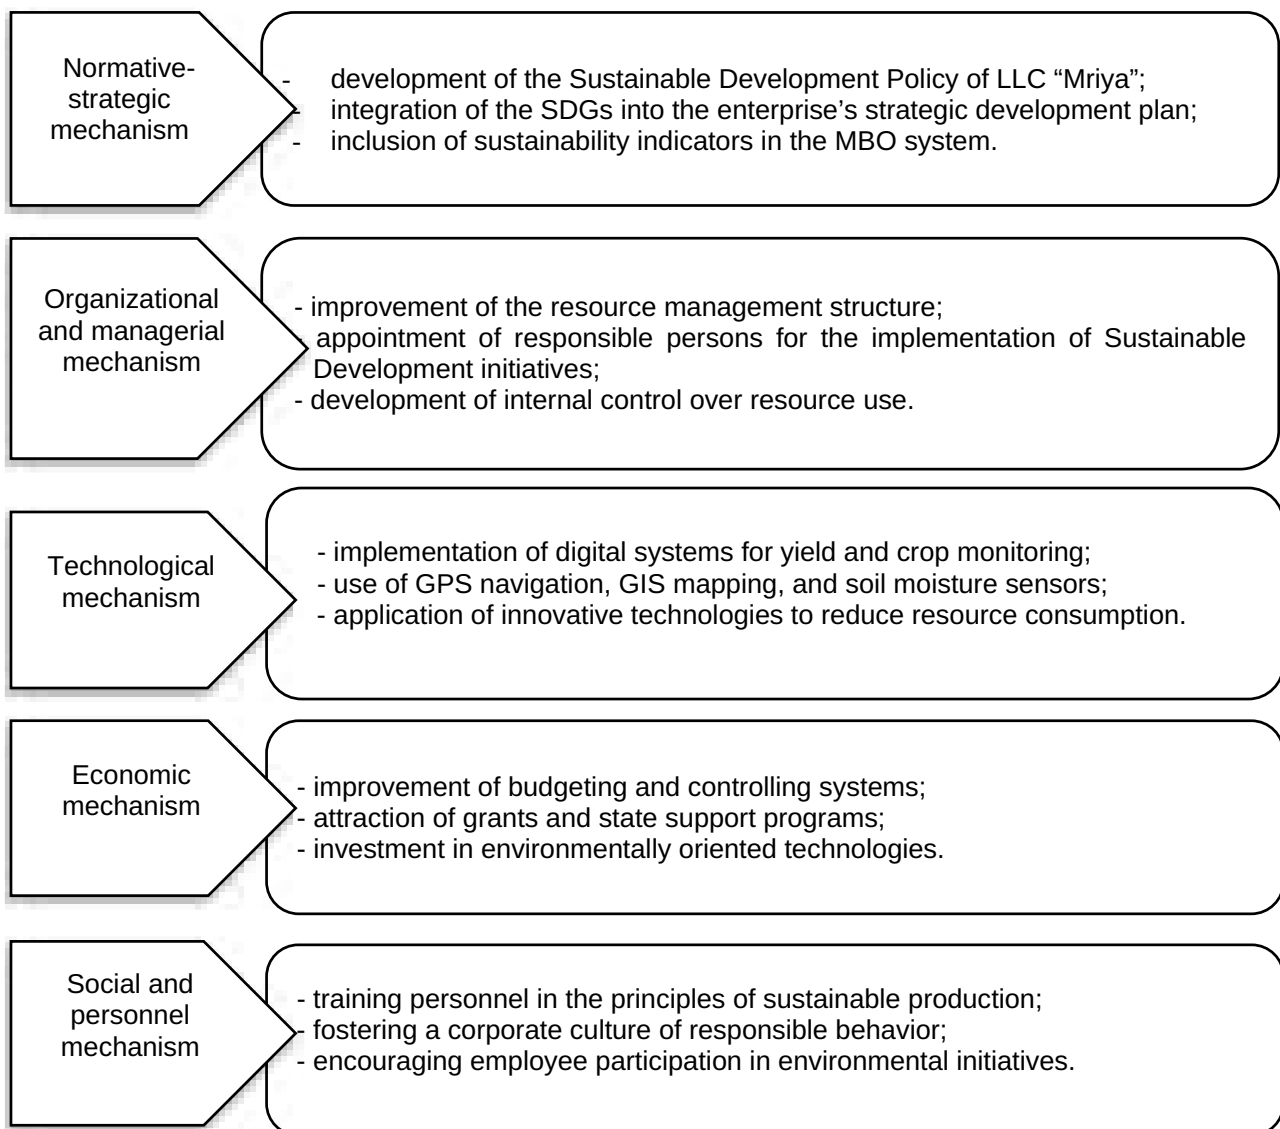 Normative-
strategic
mechanism
- development of the Sustainable Development Policy of LLC “Mriya”;
- integration of the SDGs into the enterprise’s strategic development plan;
- inclusion of sustainability indicators in the MBO system.
Organizational
and managerial
mechanism
- improvement of the resource management structure;
- appointment of responsible persons for the implementation of Sustainable
Development initiatives;
- development of internal control over resource use.
Technological
mechanism
- implementation of digital systems for yield and crop monitoring;
- use of GPS navigation, GIS mapping, and soil moisture sensors;
- application of innovative technologies to reduce resource consumption.
Economic
mechanism
- improvement of budgeting and controlling systems;
- attraction of grants and state support programs;
- investment in environmentally oriented technologies.
Social and
personnel
mechanism
- training personnel in the principles of sustainable production;
- fostering a corporate culture of responsible behavior;
- encouraging employee participation in environmental initiatives.